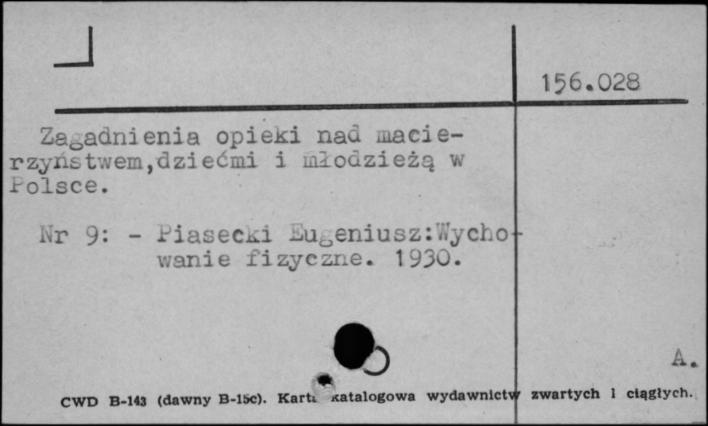 156.028
Zagadnienia opieki nad macie-
rzyństwem,dziećmi i młodzieżą w
Polsce.
Nr 9: - Piasecki Eugeniusz:Wycho-
wanie fizyczne. 1930.
A.
CWD B-143 (dawny B-15c). Karta katalogowa wydawnictw zwartych i ciągłych.